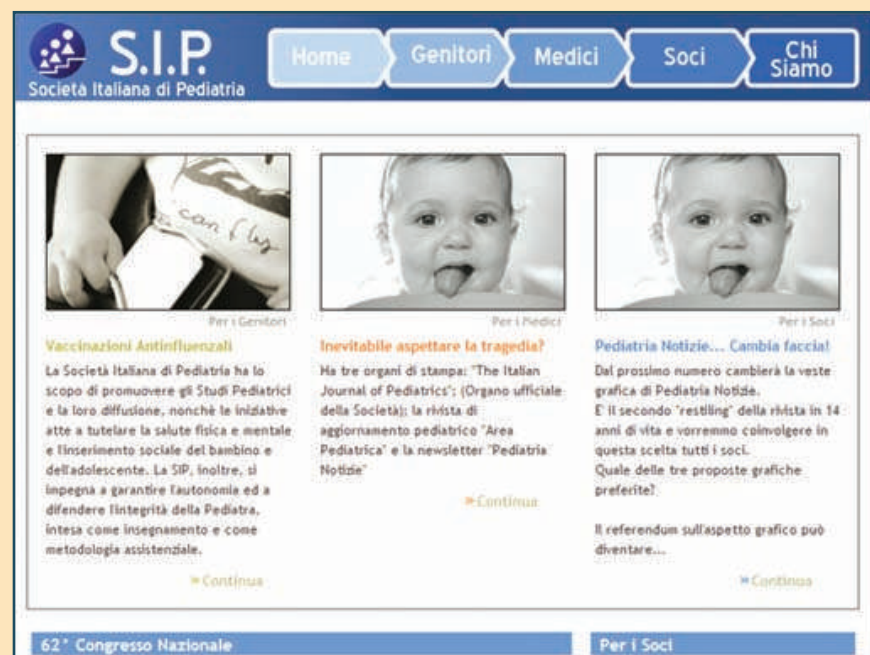 S.I.P.
Società Italiana di Pediatria
Home
Genitori
Medici
Soci
Chi
Siamo
can fly
Per i Genitori
Vaccinazioni Antinfluenzali
La Società Italiana di Pediatria ha lo
scopo di promuovere gli Studi Pediatrici
e la loro diffusione, nonchè le iniziative
atte a tutelare la salute fisica e mentale
e l'inserimento sociale del bambino e
dell'adolescente. La SIP, inoltre, si
impegna a garantire l'autonomia ed a
difendere l'integrità della Pediatra,
intesa come insegnamento e come
metodologia assistenziale.
» Continua
Per i Medici
Inevitabile aspettare la tragedia?
Ha tre organi di stampa: "The Italian
Journal of Pediatrics"; (Organo ufficiale
della Società); la rivista di
aggiornamento pediatrico "Area
Pediatrica" e la newsletter "Pediatria
Notizie"
» Continua
Per i Soci
Pediatria Notizie... Cambia faccia!
Dal prossimo numero cambierà la veste
grafica di Pediatria Notizie.
E' il secondo "restiling" della rivista in 14
anni di vita e vorremmo coinvolgere in
questa scelta tutti i soci.
Quale delle tre proposte grafiche
preferite?
Il referendum sull'aspetto grafico può
diventare...
» Continua
62° Congresso Nazionale
Per i Soci